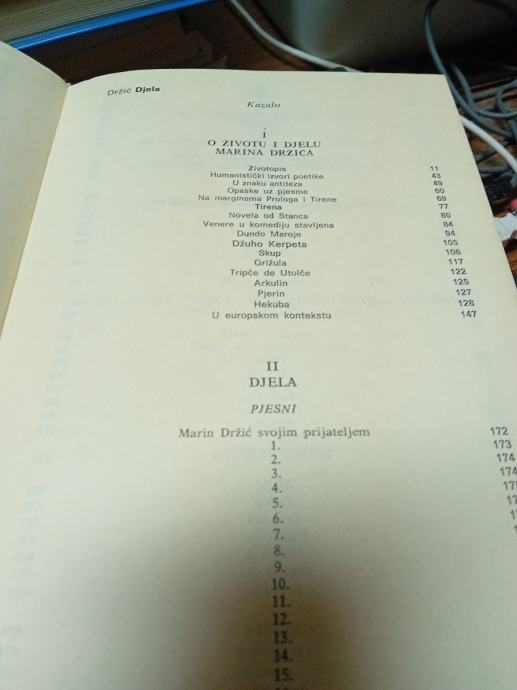 Držić Djela
Kazalo
I
O ŽIVOTU I DJELU
MARINA DRŽIĆA
Životopis 11
Humanistički izvori poetike 43
U znaku antiteza 49
Opaske uz pjesme 60
Na marginama Prologa i Tirene 69
Tirena 77
Novela od Stanca 80
Venere u komediju stavljena 84
Dundo Maroje 94
Džuho Kerpeta 105
Skup 106
Grižula 117
Tripče de Utolče 122
Arkulin 125
Pjerin 127
Hekuba 128
U europskom kontekstu 147
II
DJELA
PJESNI
Marin Držić svojim prijateljem 172
1. 173
2. 174
3. 174
4.
5.
6.
7.
8.
9.
10.
11.
12.
13.
14.
15.